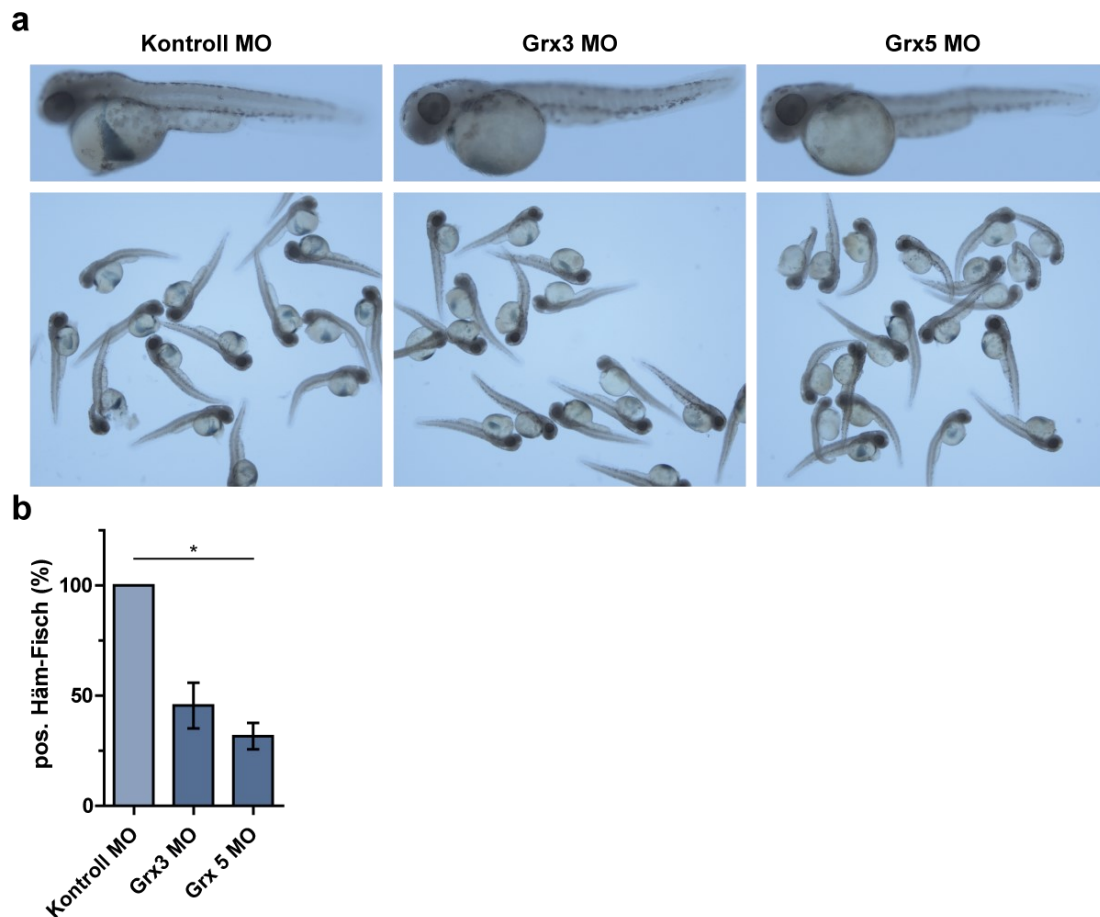 a
Kontroll MO
Grx3 MO
Grx5 MO
b
pos. Häm-Fisch (%)
*
100
50
0
Kontroll MO
Grx3 MO
Grx 5 MO